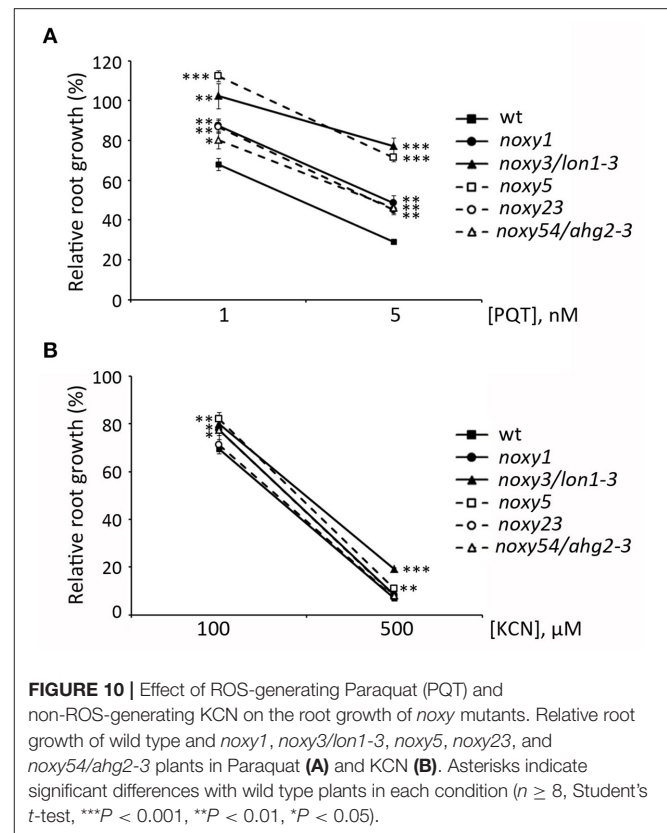 A
120
100
80
60
40
20
0
Relative root growth (%)
***
**
**
**
*
***
***
**
**
**
1
5
[PQT], nM
wt
noxy1
noxy3/lon1-3
noxy5
noxy23
noxy54/ahg2-3
B
100
80
60
40
20
0
Relative root growth (%)
**
*
*
***
**
100
500
[KCN], µM
wt
noxy1
noxy3/lon1-3
noxy5
noxy23
noxy54/ahg2-3
FIGURE 10 | Effect of ROS-generating Paraquat (PQT) and
non-ROS-generating KCN on the root growth of noxy mutants. Relative root
growth of wild type and noxy1, noxy3/lon1-3, noxy5, noxy23, and
noxy54/ahg2-3 plants in Paraquat (A) and KCN (B). Asterisks indicate
significant differences with wild type plants in each condition (n ≥ 8, Student's
t-test, ***P < 0.001, **P < 0.01, *P < 0.05).